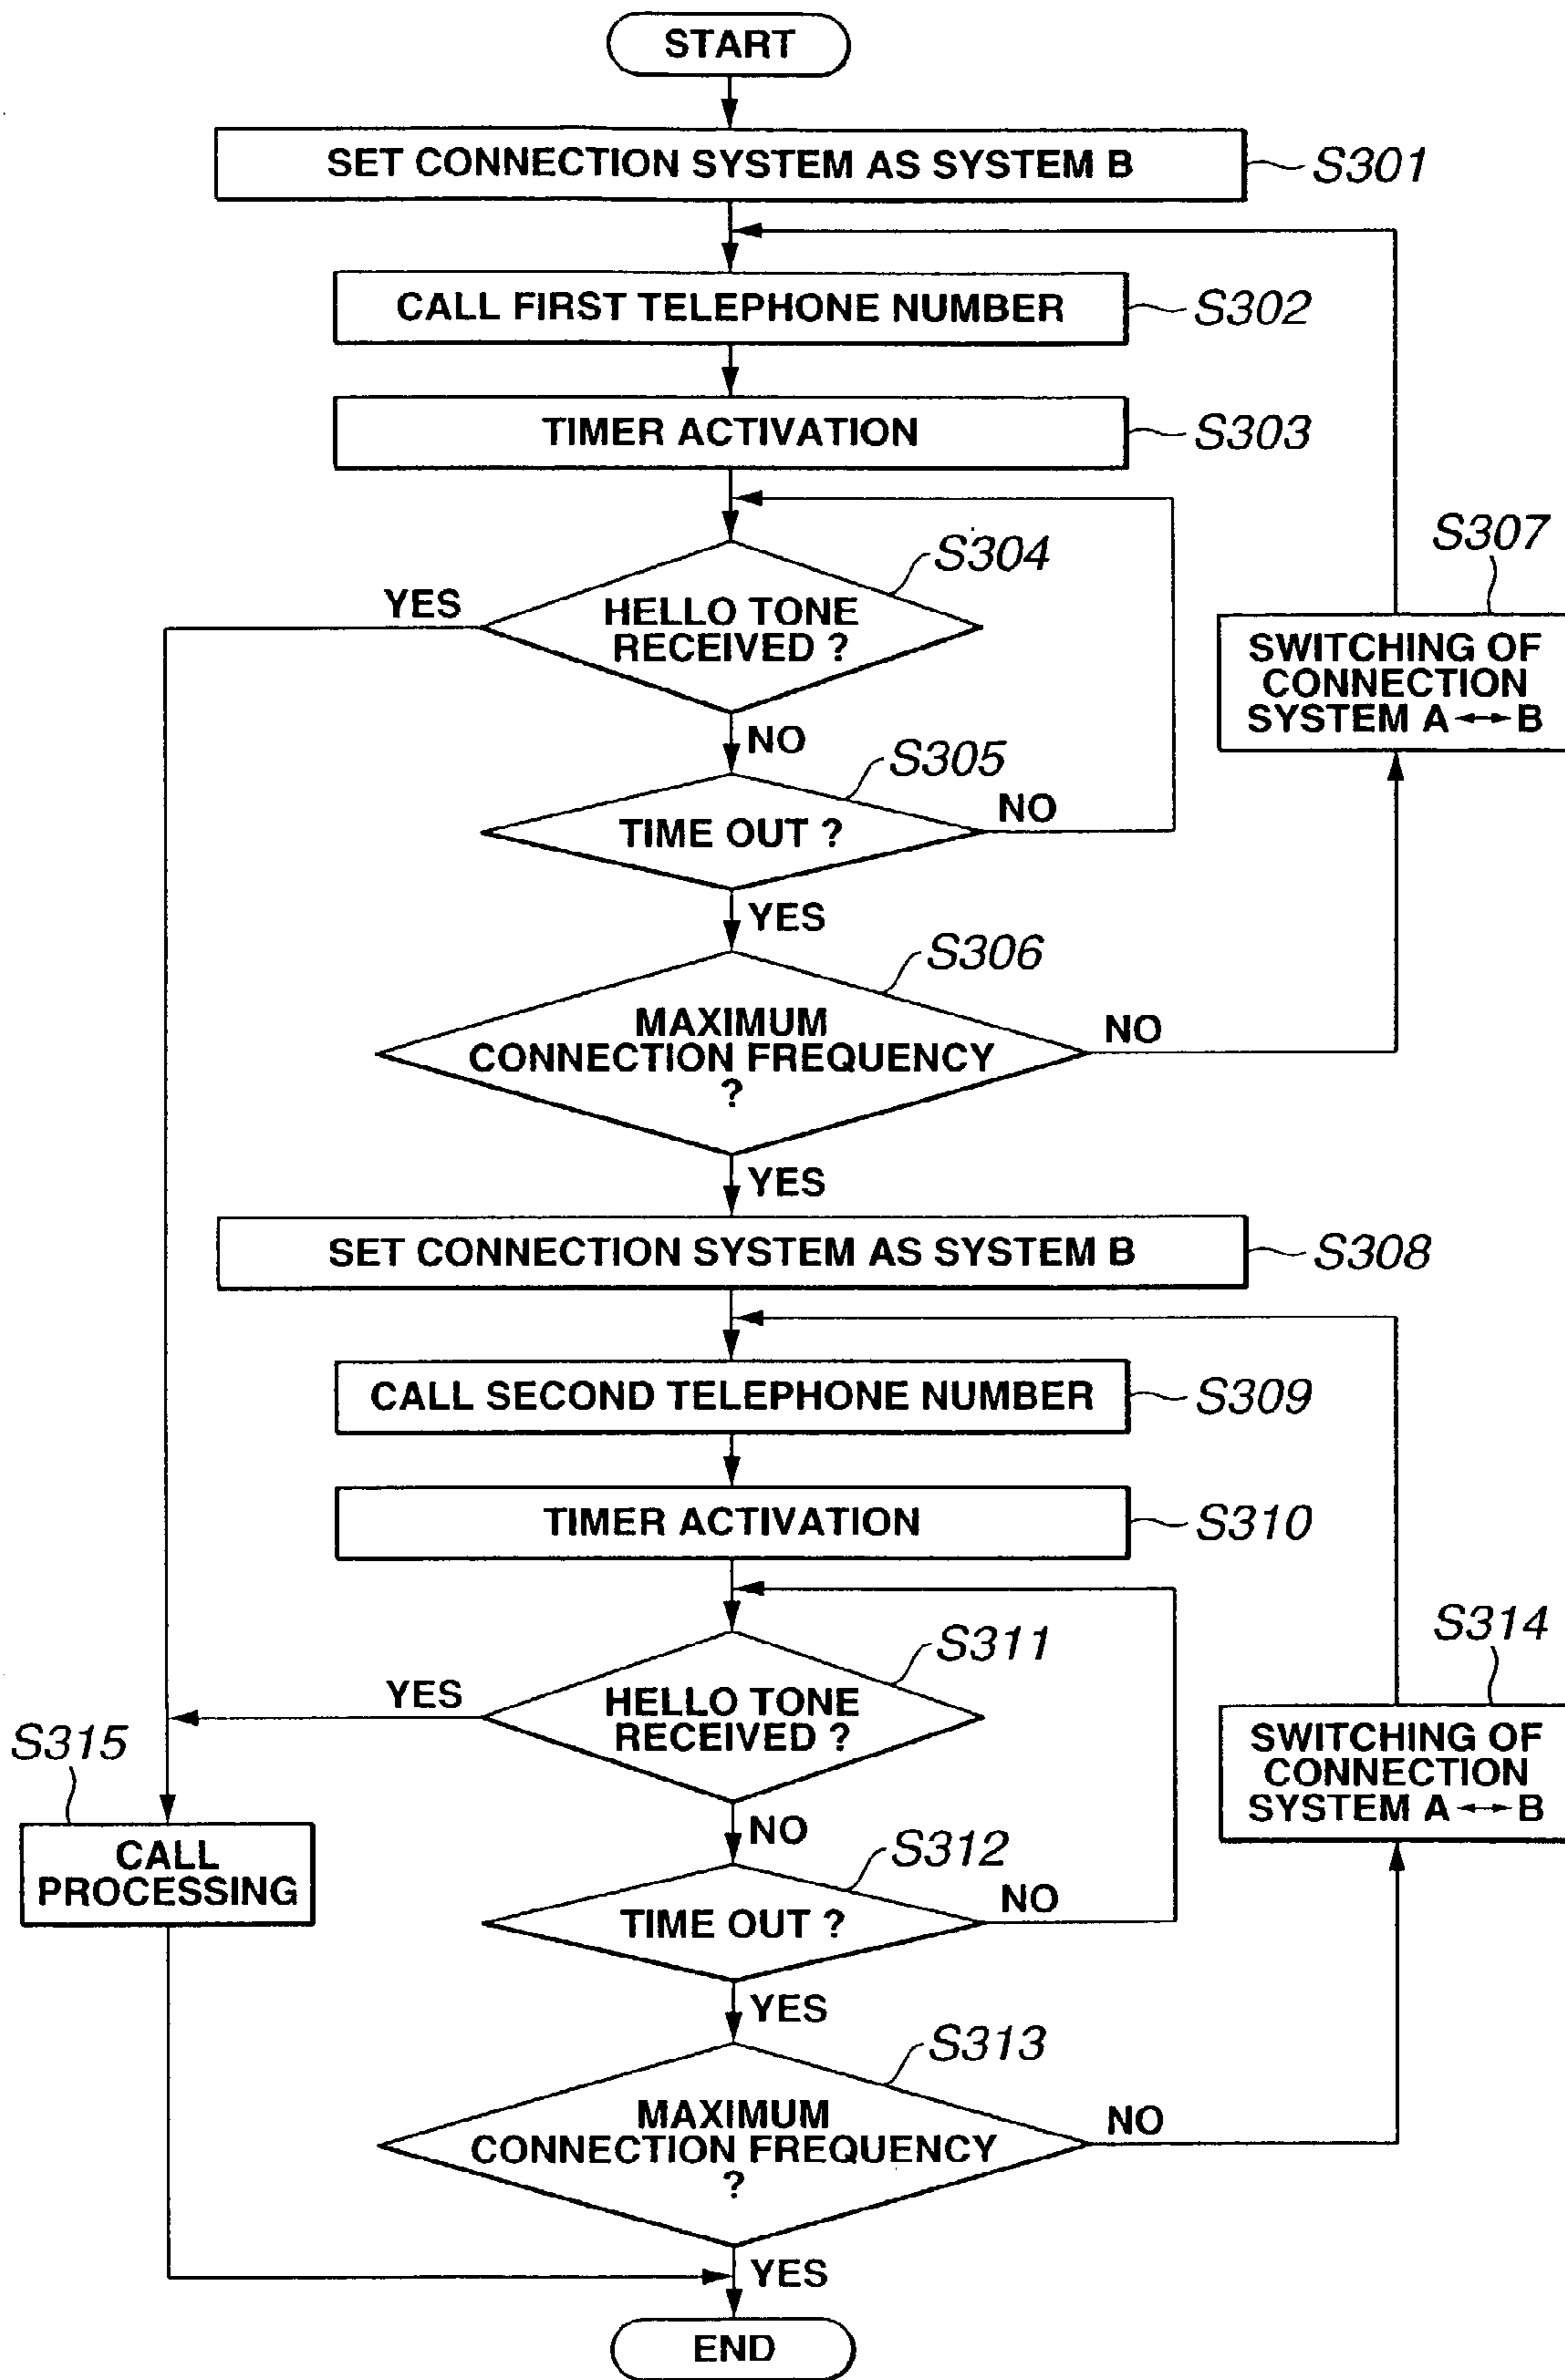 START
SET CONNECTION SYSTEM AS SYSTEM B
S301
CALL FIRST TELEPHONE NUMBER
S302
TIMER ACTIVATION
S303
S304
YES
HELLO TONE
RECEIVED ?
S307
SWITCHING OF
CONNECTION
SYSTEM A↔B
NO
S305
TIME OUT ?
NO
YES
S306
MAXIMUM
CONNECTION FREQUENCY
?
NO
YES
SET CONNECTION SYSTEM AS SYSTEM B
S308
CALL SECOND TELEPHONE NUMBER
S309
TIMER ACTIVATION
S310
S311
YES
HELLO TONE
RECEIVED ?
S314
SWITCHING OF
CONNECTION
SYSTEM A↔B
S315
CALL
PROCESSING
NO
S312
TIME OUT ?
NO
YES
S313
MAXIMUM
CONNECTION FREQUENCY
?
NO
YES
END